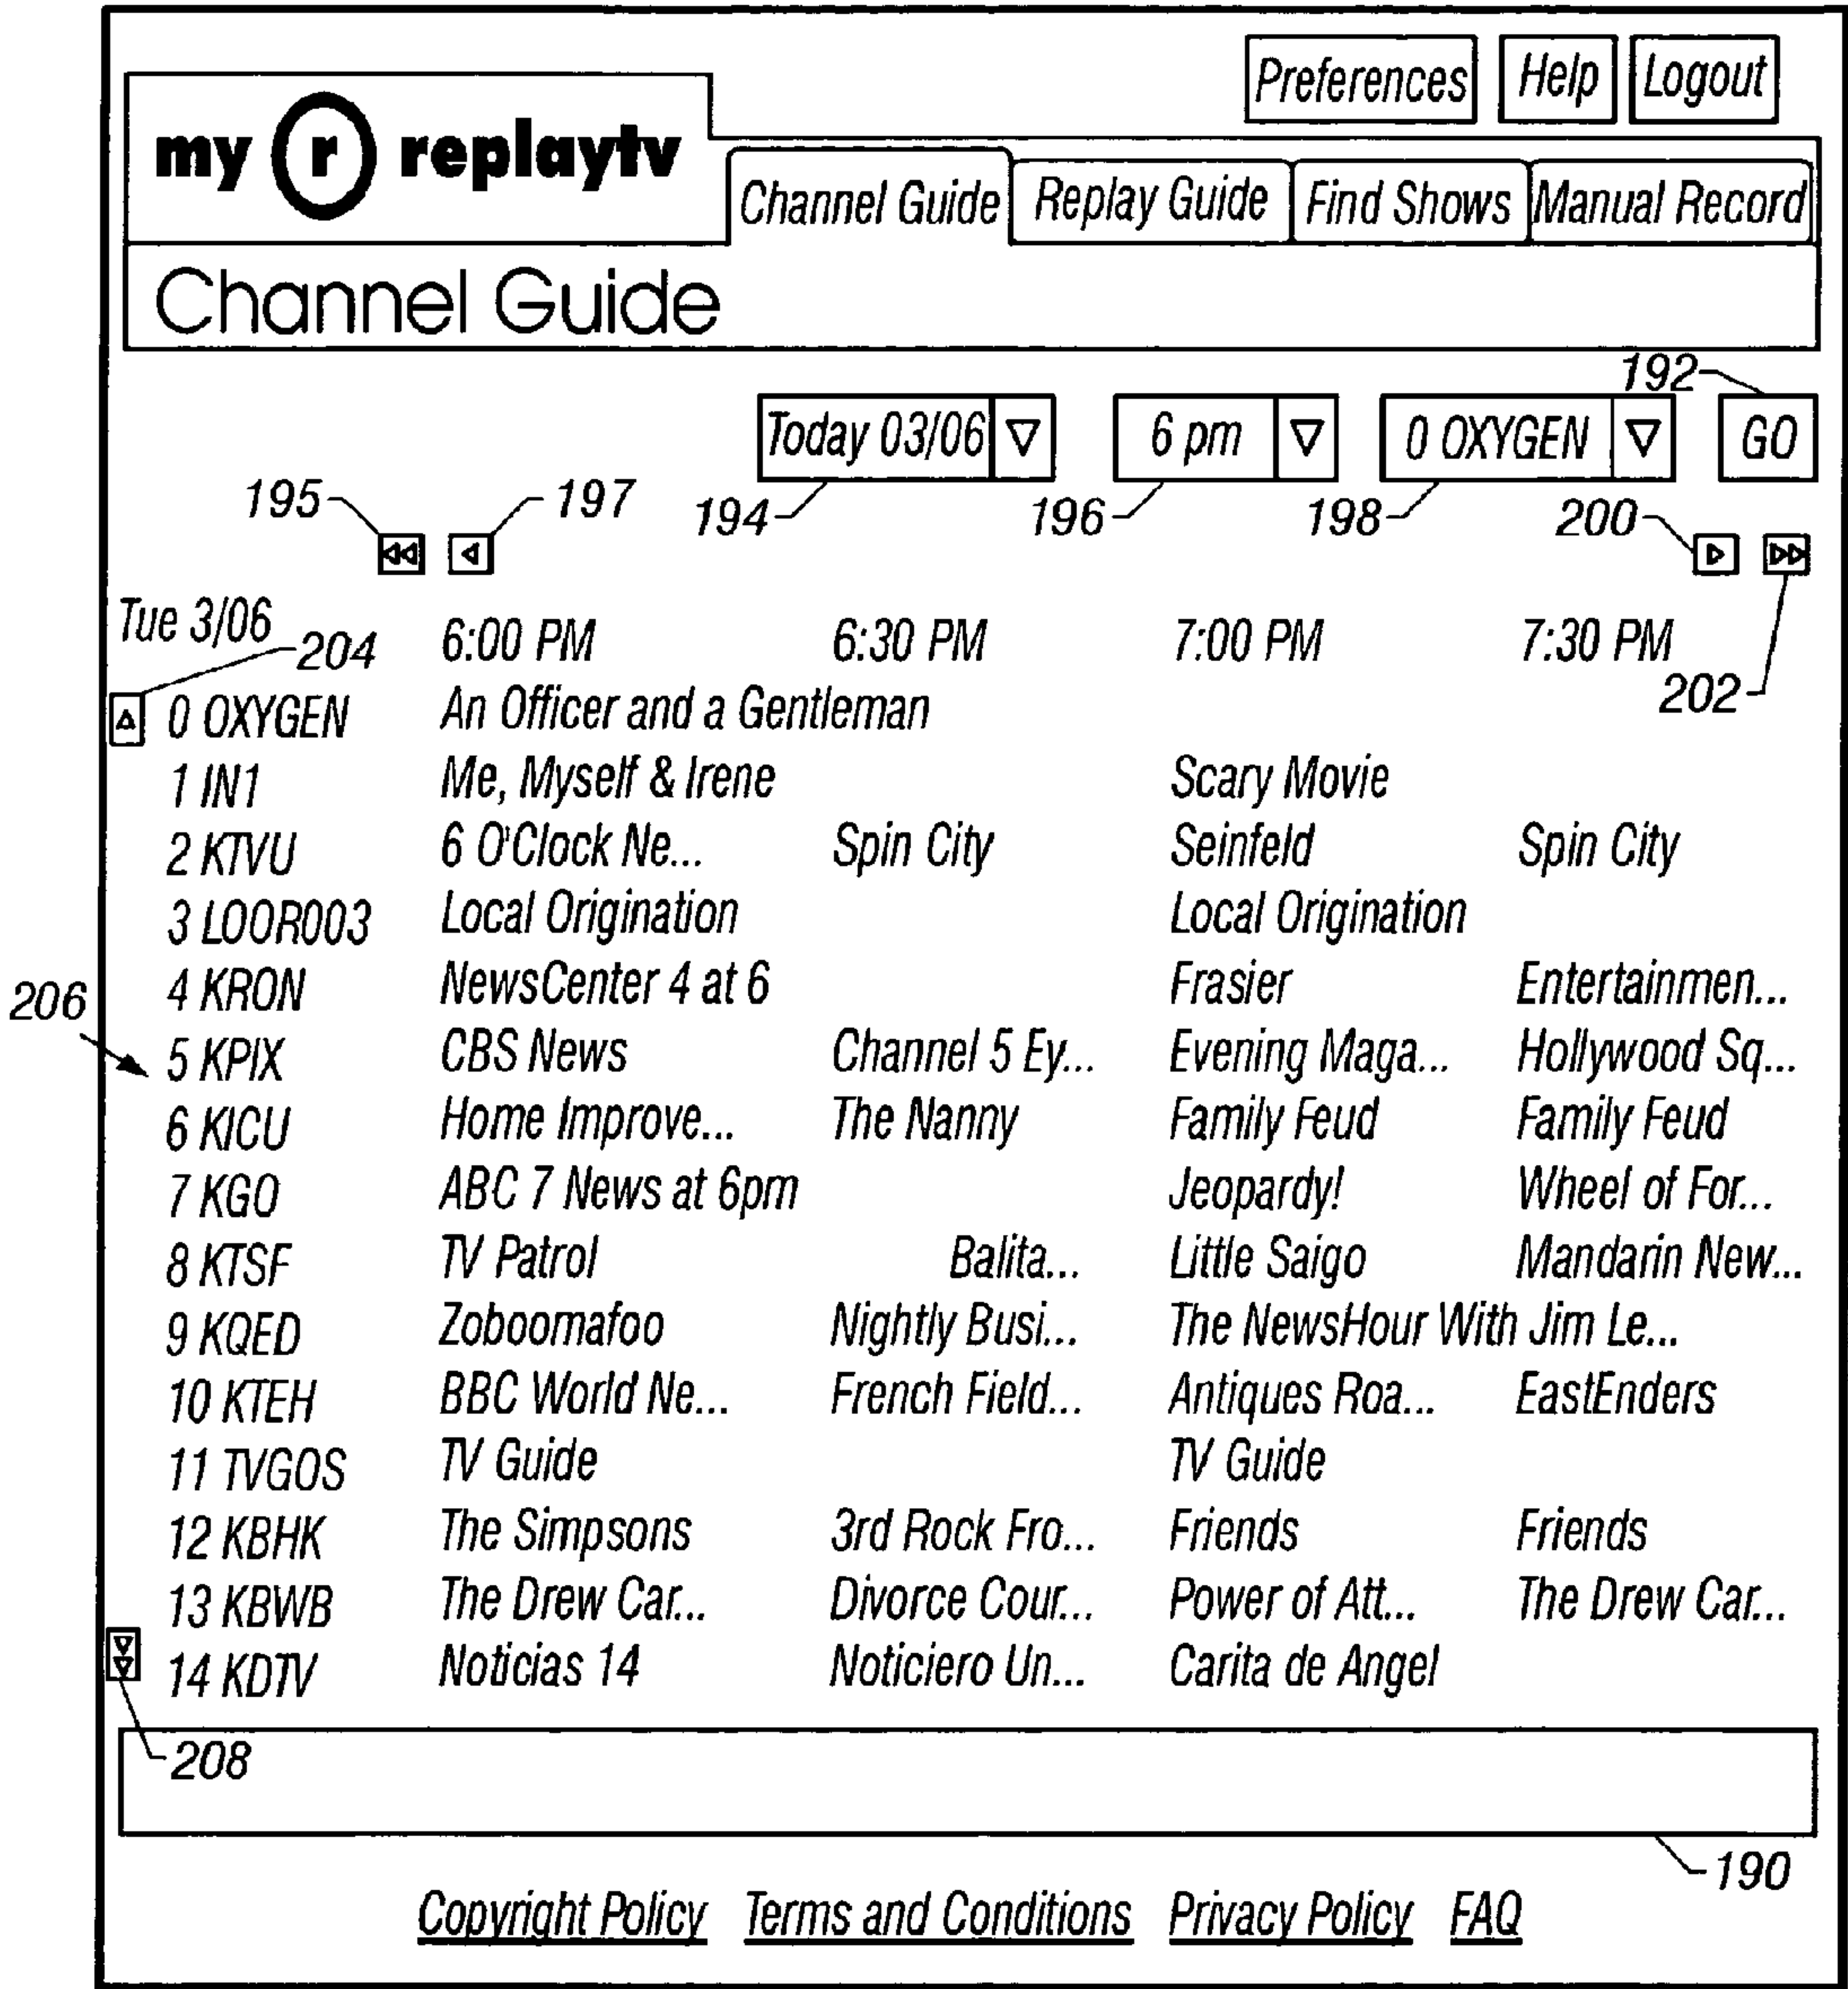 Preferences Help Logout
my r replaytv
Channel Guide Replay Guide Find Shows Manual Record
Channel Guide
192
Today 03/06 6 pm 0 OXYGEN GO
195 197 194 196 198 200
Tue 3/06 204 6:00 PM 6:30 PM 7:00 PM 7:30 PM
202
0 OXYGEN An Officer and a Gentleman
1 IN1 Me, Myself & Irene Scary Movie
2 KTVU 6 O'Clock Ne... Spin City Seinfeld Spin City
3 LOOR003 Local Origination Local Origination
4 KRON NewsCenter 4 at 6 Frasier Entertainmen...
206
5 KPIX CBS News Channel 5 Ey... Evening Maga... Hollywood Sq...
6 KICU Home Improve... The Nanny Family Feud Family Feud
7 KGO ABC 7 News at 6pm Jeopardy! Wheel of For...
8 KTSF TV Patrol Balita... Little Saigo Mandarin New...
9 KQED Zoboomafoo Nightly Busi... The NewsHour With Jim Le...
10 KTEH BBC World Ne... French Field... Antiques Roa... EastEnders
11 TVGOS TV Guide TV Guide
12 KBHK The Simpsons 3rd Rock Fro... Friends Friends
13 KBWB The Drew Car... Divorce Cour... Power of Att... The Drew Car...
14 KDTV Noticias 14 Noticiero Un... Carita de Angel
208
190
Copyright Policy Terms and Conditions Privacy Policy FAQ